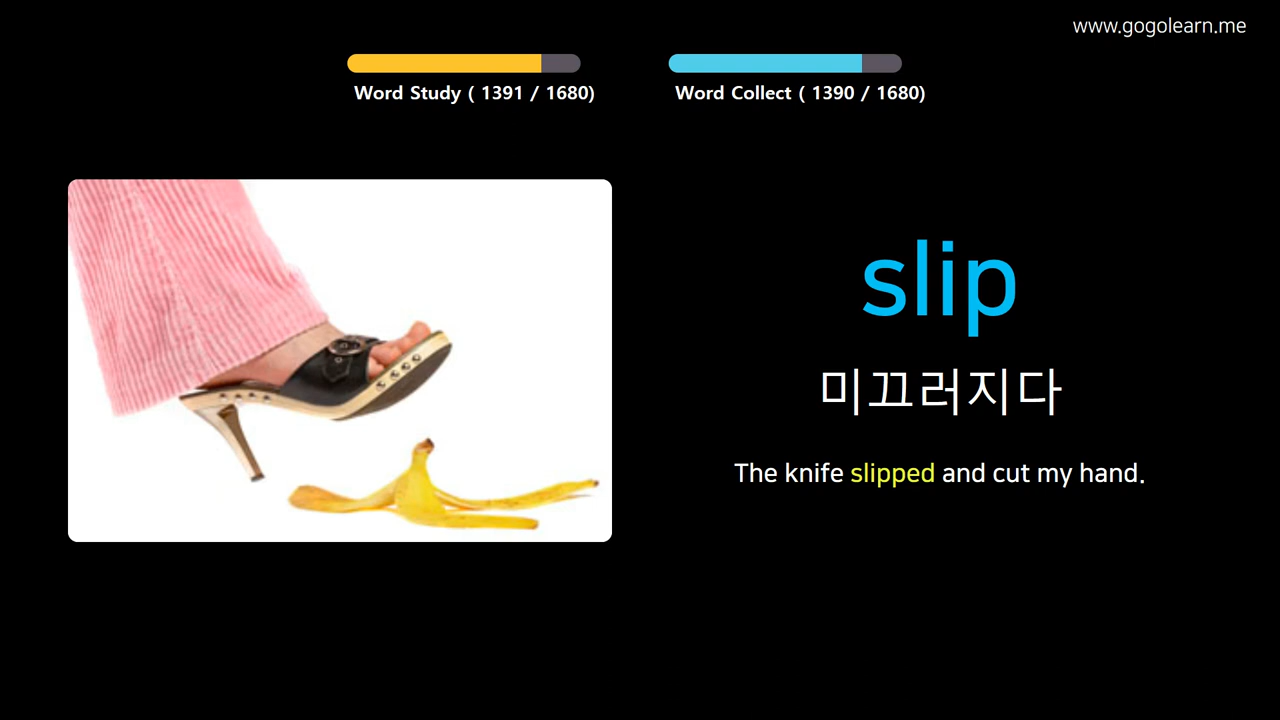 www.gogolearn.me
Word Study ( 1391 / 1680)
Word Collect ( 1390 / 1680)
slip
미끄러지다
The knife slipped and cut my hand.